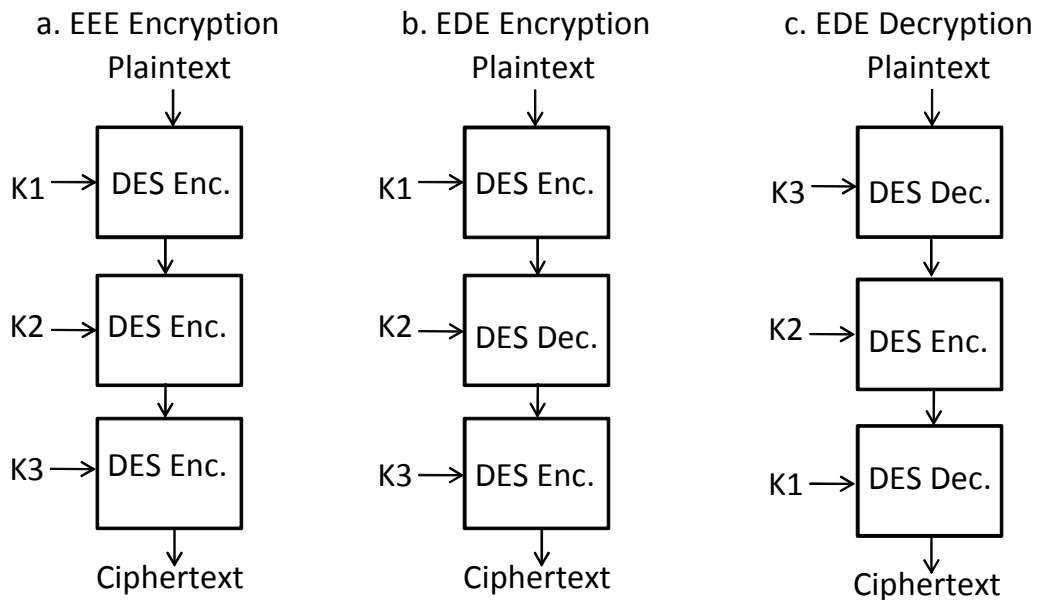 a. EEE Encryption
Plaintext
K1
DES Enc.
K2
DES Enc.
K3
DES Enc.
Ciphertext
b. EDE Encryption
Plaintext
K1
DES Enc.
K2
DES Dec.
K3
DES Enc.
Ciphertext
c. EDE Decryption
Plaintext
K3
DES Dec.
K2
DES Enc.
K1
DES Dec.
Ciphertext